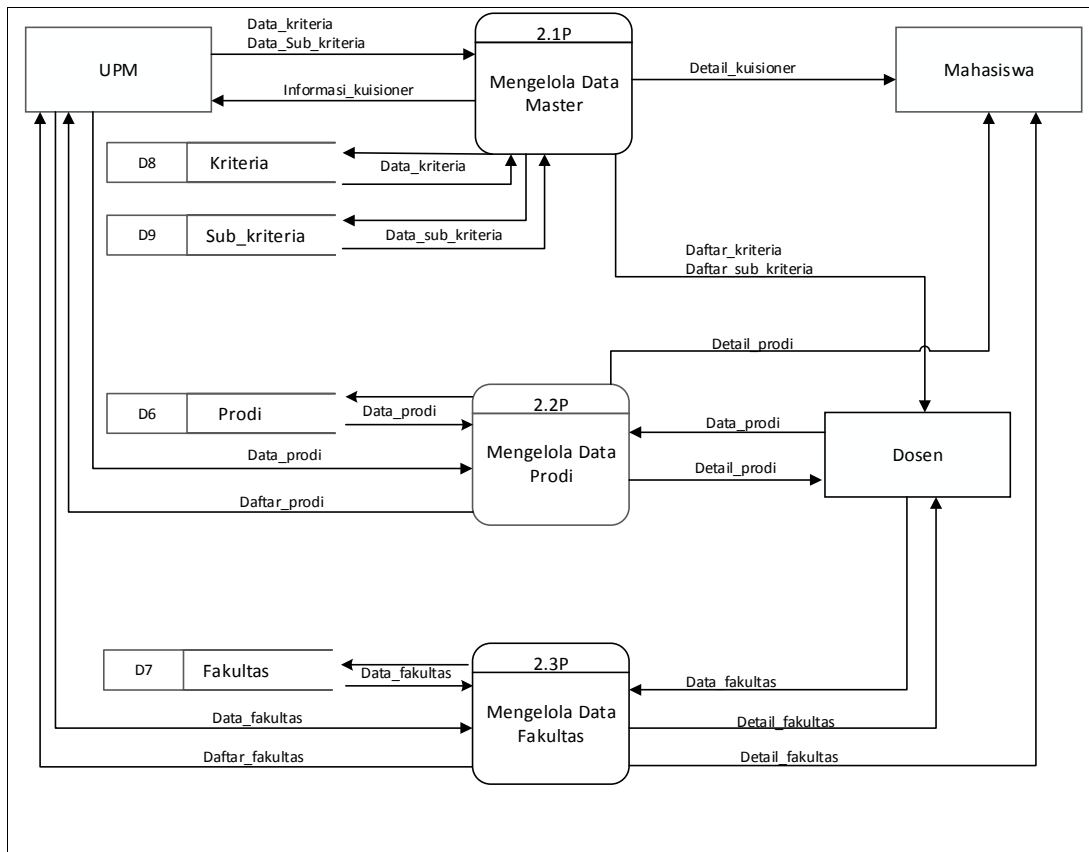 Data_kriteria
Data_Sub_kriteria
2.1P
UPM
Mengelola Data
Master
Detail_kuisioner
Mahasiswa
Informasi_kuisioner
D8
Kriteria
Data_kriteria
D9
Sub_kriteria
Data_sub_kriteria
Daftar_kriteria
Daftar_sub_kriteria
Detail_prodi
2.2P
D6
Prodi
Data_prodi
Data_prodi
Mengelola Data
Prodi
Dosen
Data_prodi
Detail_prodi
Daftar_prodi
2.3P
D7
Fakultas
Data_fakultas
Data_fakultas
Mengelola Data
Fakultas
Data_fakultas
Detail_fakultas
Daftar_fakultas
Detail_fakultas